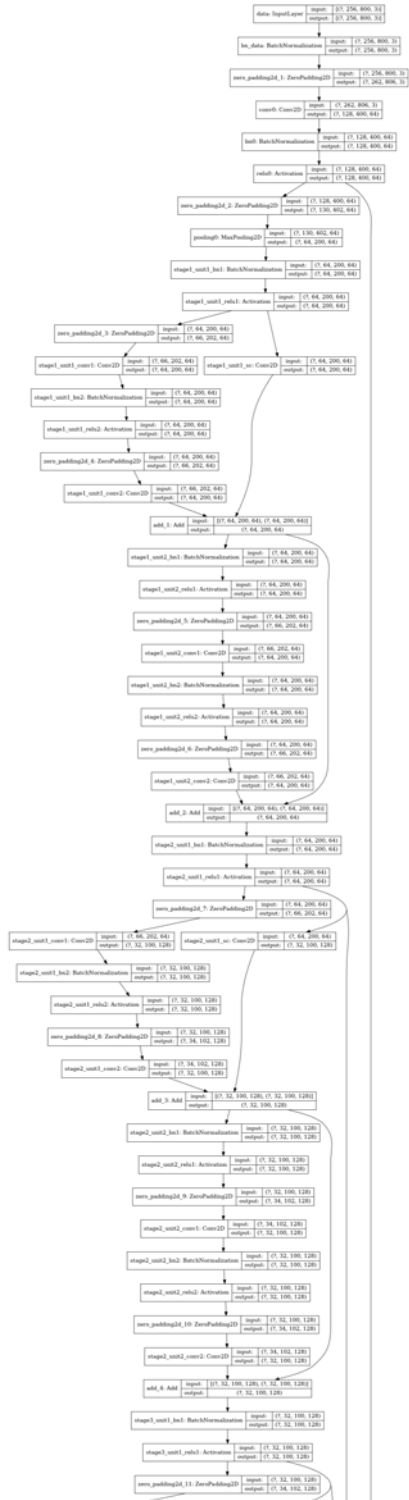 data: InputLayer input: [(?, 256, 800, 3)]
output: [(?, 256, 800, 3)]
bn_data: BatchNormalization input: (?, 256, 800, 3)
output: (?, 256, 800, 3)
zero_padding2d_1: ZeroPadding2D input: (?, 256, 800, 3)
output: (?, 262, 806, 3)
conv0: Conv2D input: (?, 262, 806, 3)
output: (?, 128, 400, 64)
bn0: BatchNormalization input: (?, 128, 400, 64)
output: (?, 128, 400, 64)
relu0: Activation input: (?, 128, 400, 64)
output: (?, 128, 400, 64)
zero_padding2d_2: ZeroPadding2D input: (?, 128, 400, 64)
output: (?, 130, 402, 64)
pooling0: MaxPooling2D input: (?, 130, 402, 64)
output: (?, 64, 200, 64)
stage1_unit1_bn1: BatchNormalization input: (?, 64, 200, 64)
output: (?, 64, 200, 64)
stage1_unit1_relu1: Activation input: (?, 64, 200, 64)
output: (?, 64, 200, 64)
zero_padding2d_3: ZeroPadding2D input: (?, 64, 200, 64)
output: (?, 66, 202, 64)
stage1_unit1_conv1: Conv2D input: (?, 66, 202, 64)
output: (?, 64, 200, 64)
stage1_unit1_sc: Conv2D input: (?, 64, 200, 64)
output: (?, 64, 200, 64)
stage1_unit1_bn2: BatchNormalization input: (?, 64, 200, 64)
output: (?, 64, 200, 64)
stage1_unit1_relu2: Activation input: (?, 64, 200, 64)
output: (?, 64, 200, 64)
zero_padding2d_4: ZeroPadding2D input: (?, 64, 200, 64)
output: (?, 66, 202, 64)
stage1_unit1_conv2: Conv2D input: (?, 66, 202, 64)
output: (?, 64, 200, 64)
add_1: Add input: [(?, 64, 200, 64), (?, 64, 200, 64)]
output: (?, 64, 200, 64)
stage1_unit2_bn1: BatchNormalization input: (?, 64, 200, 64)
output: (?, 64, 200, 64)
stage1_unit2_relu1: Activation input: (?, 64, 200, 64)
output: (?, 64, 200, 64)
zero_padding2d_5: ZeroPadding2D input: (?, 64, 200, 64)
output: (?, 66, 202, 64)
stage1_unit2_conv1: Conv2D input: (?, 66, 202, 64)
output: (?, 64, 200, 64)
stage1_unit2_bn2: BatchNormalization input: (?, 64, 200, 64)
output: (?, 64, 200, 64)
stage1_unit2_relu2: Activation input: (?, 64, 200, 64)
output: (?, 64, 200, 64)
zero_padding2d_6: ZeroPadding2D input: (?, 64, 200, 64)
output: (?, 66, 202, 64)
stage1_unit2_conv2: Conv2D input: (?, 66, 202, 64)
output: (?, 64, 200, 64)
add_2: Add input: [(?, 64, 200, 64), (?, 64, 200, 64)]
output: (?, 64, 200, 64)
stage2_unit1_bn1: BatchNormalization input: (?, 64, 200, 64)
output: (?, 64, 200, 64)
stage2_unit1_relu1: Activation input: (?, 64, 200, 64)
output: (?, 64, 200, 64)
zero_padding2d_7: ZeroPadding2D input: (?, 64, 200, 64)
output: (?, 66, 202, 64)
stage2_unit1_conv1: Conv2D input: (?, 66, 202, 64)
output: (?, 32, 100, 128)
stage2_unit1_sc: Conv2D input: (?, 64, 200, 64)
output: (?, 32, 100, 128)
stage2_unit1_bn2: BatchNormalization input: (?, 32, 100, 128)
output: (?, 32, 100, 128)
stage2_unit1_relu2: Activation input: (?, 32, 100, 128)
output: (?, 32, 100, 128)
zero_padding2d_8: ZeroPadding2D input: (?, 32, 100, 128)
output: (?, 34, 102, 128)
stage2_unit1_conv2: Conv2D input: (?, 34, 102, 128)
output: (?, 32, 100, 128)
add_3: Add input: [(?, 32, 100, 128), (?, 32, 100, 128)]
output: (?, 32, 100, 128)
stage2_unit2_bn1: BatchNormalization input: (?, 32, 100, 128)
output: (?, 32, 100, 128)
stage2_unit2_relu1: Activation input: (?, 32, 100, 128)
output: (?, 32, 100, 128)
zero_padding2d_9: ZeroPadding2D input: (?, 32, 100, 128)
output: (?, 34, 102, 128)
stage2_unit2_conv1: Conv2D input: (?, 34, 102, 128)
output: (?, 32, 100, 128)
stage2_unit2_bn2: BatchNormalization input: (?, 32, 100, 128)
output: (?, 32, 100, 128)
stage2_unit2_relu2: Activation input: (?, 32, 100, 128)
output: (?, 32, 100, 128)
zero_padding2d_10: ZeroPadding2D input: (?, 32, 100, 128)
output: (?, 34, 102, 128)
stage2_unit2_conv2: Conv2D input: (?, 34, 102, 128)
output: (?, 32, 100, 128)
add_4: Add input: [(?, 32, 100, 128), (?, 32, 100, 128)]
output: (?, 32, 100, 128)
stage3_unit1_bn1: BatchNormalization input: (?, 32, 100, 128)
output: (?, 32, 100, 128)
stage3_unit1_relu1: Activation input: (?, 32, 100, 128)
output: (?, 32, 100, 128)
zero_padding2d_11: ZeroPadding2D input: (?, 32, 100, 128)
output: (?, 34, 102, 128)